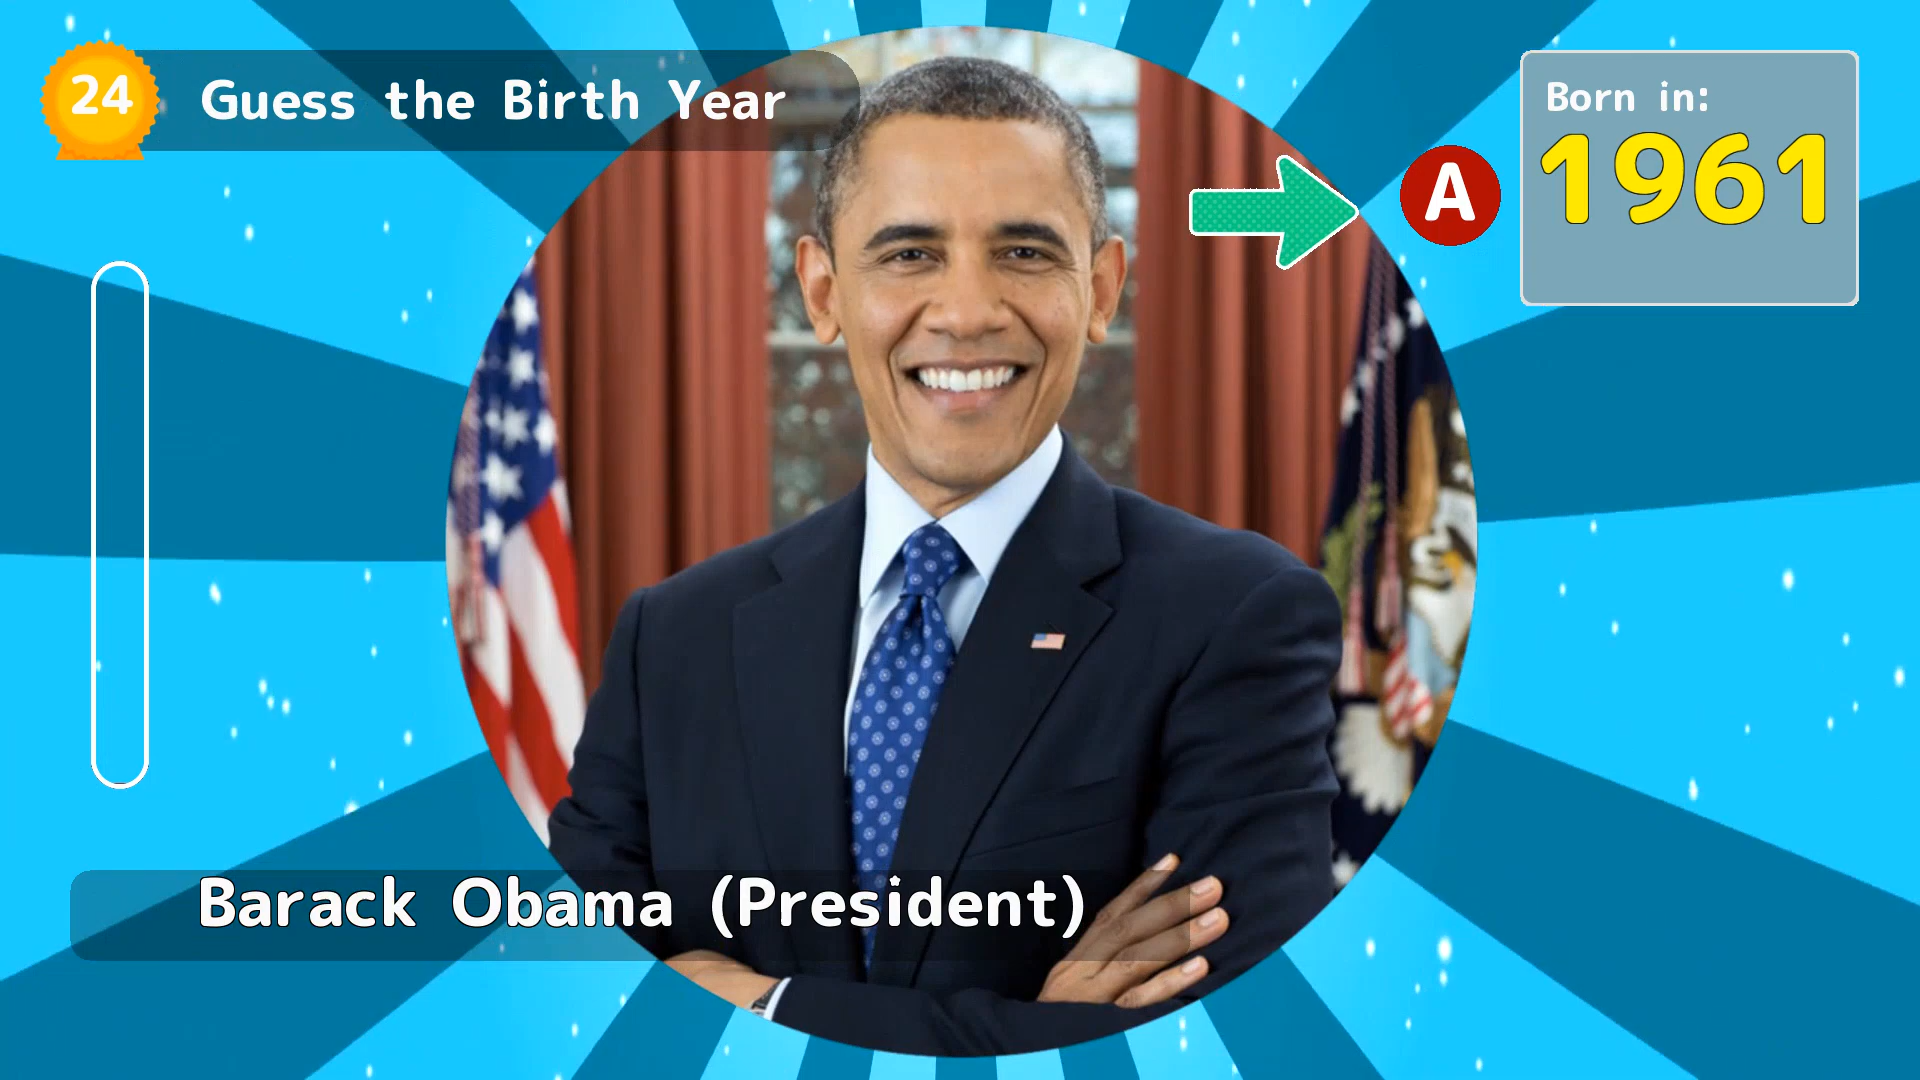 24
Guess the Birth Year
Born in:
A
1961
Barack Obama (President)